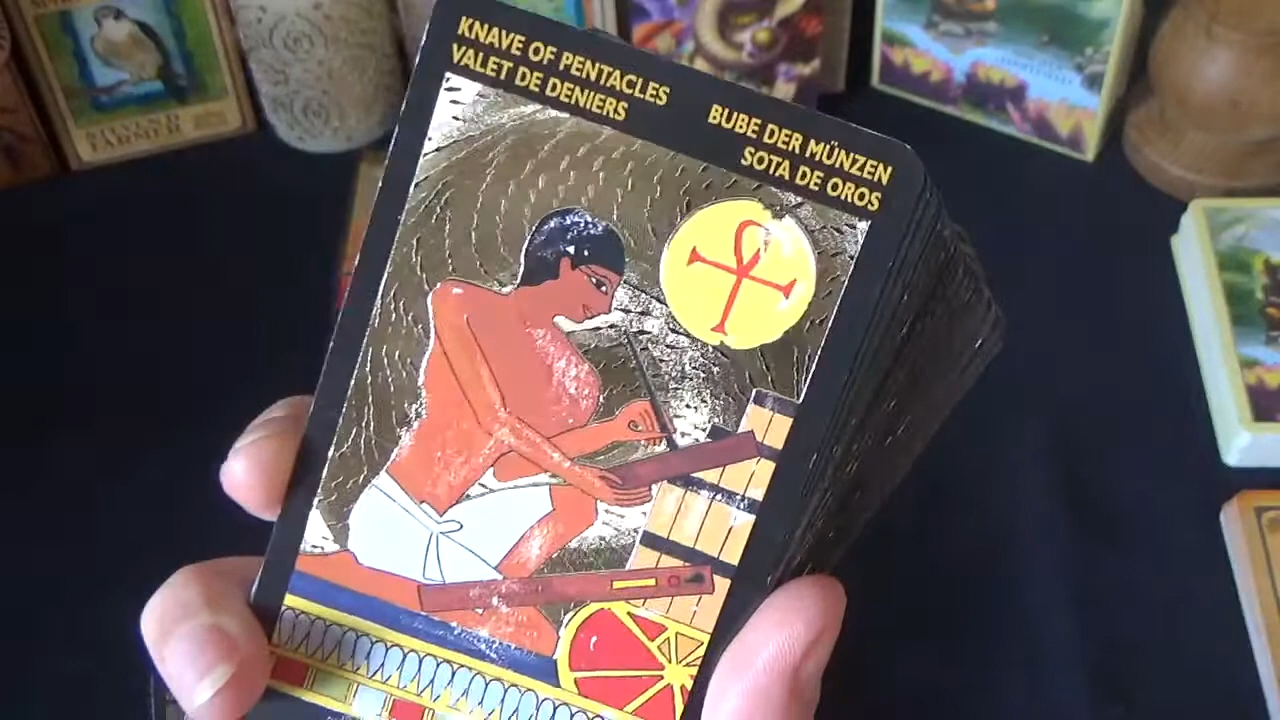 KNAVE OF PENTACLES
VALET DE DENIERS
BUBE DER MÜNZEN
SOTA DE OROS